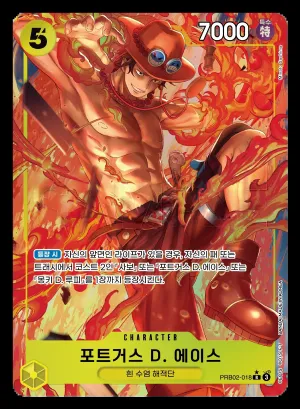 5
7000
특수
特
등장 시 자신의 앞면인 라이프가 있을 경우, 자신의 패 또는
트래시에서 코스트 2인 「사보」 또는 「포트거스 D. 에이스」 또는
「몽키 D. 루피」를 1장까지 등장시킨다.
CHARACTER
포트거스 D. 에이스
흰 수염 해적단
PRB02-018 R 3